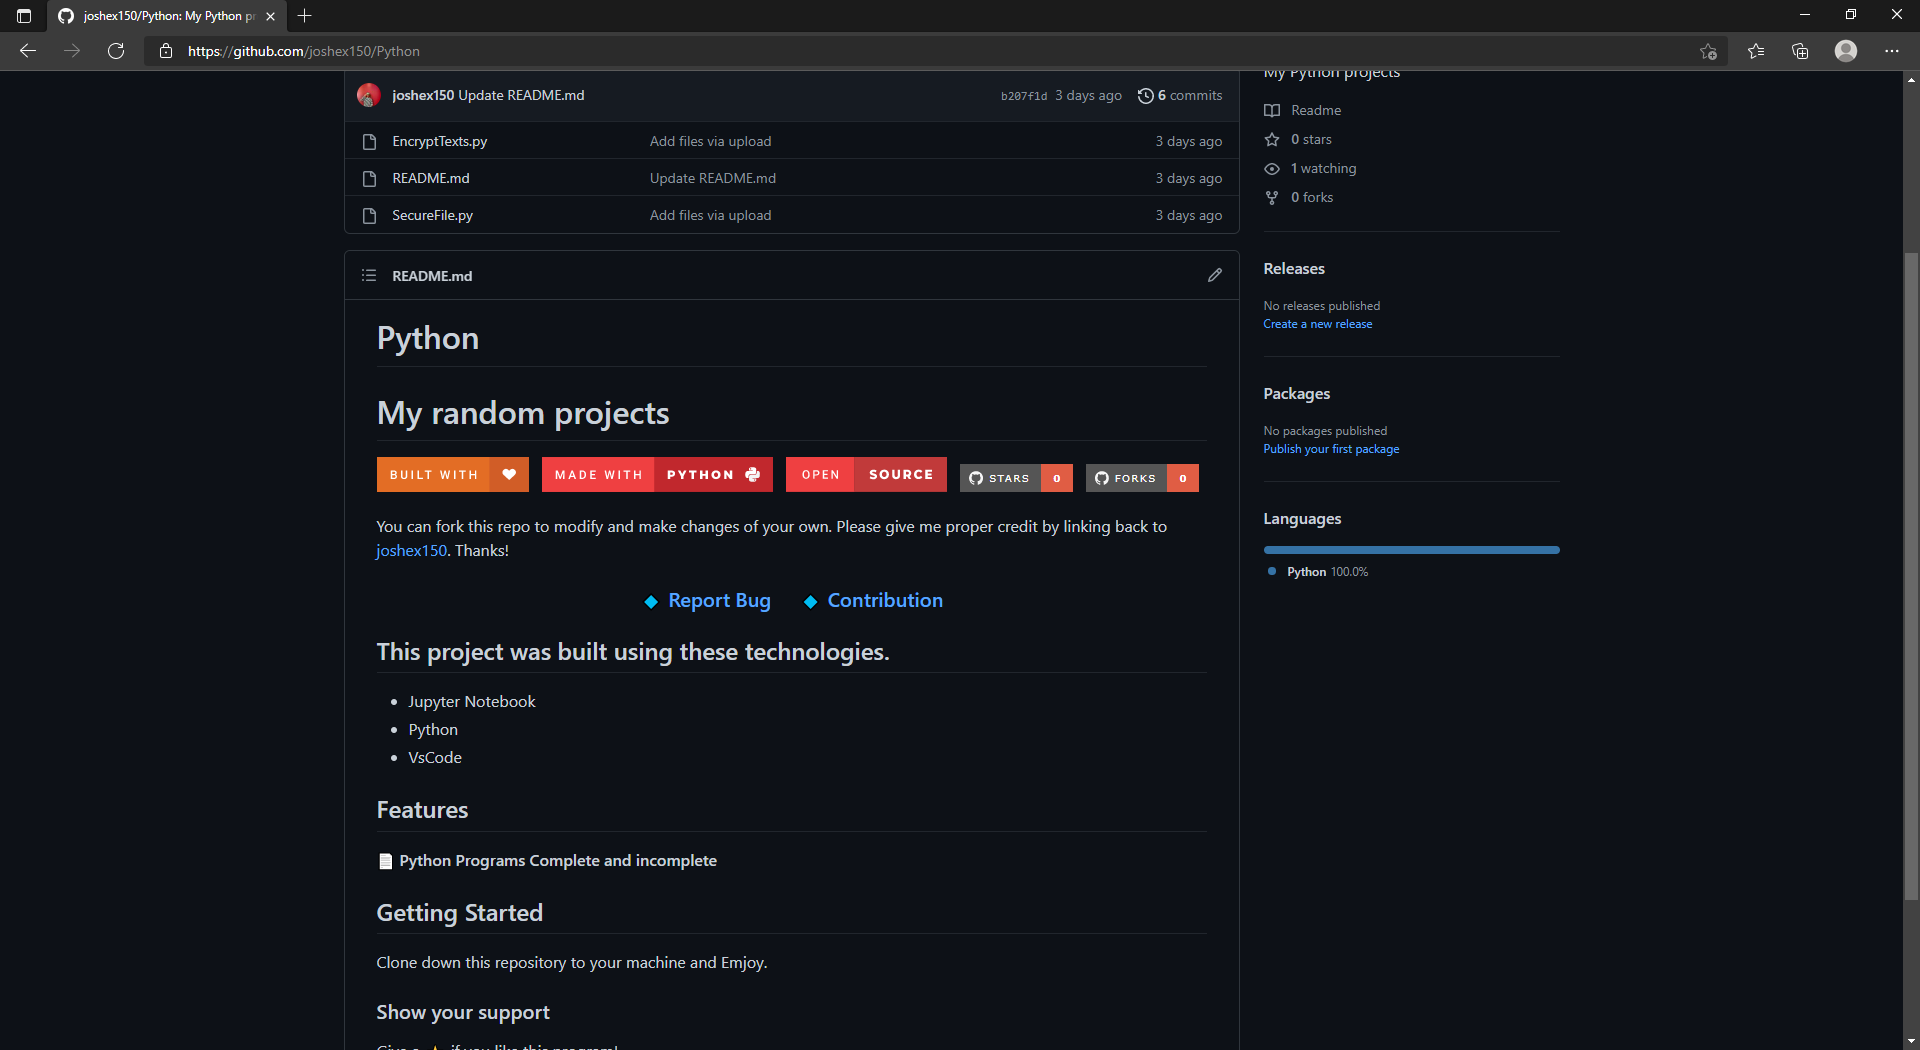 joshex150/Python: My Python pr
https://github.com/joshex150/Python
My Python projects
joshex150 Update README.md b207f1d 3 days ago 6 commits
EncryptTexts.py Add files via upload 3 days ago
README.md Update README.md 3 days ago
SecureFile.py Add files via upload 3 days ago
Readme
0 stars
1 watching
0 forks
README.md
Python
My random projects
BUILT WITH MADE WITH PYTHON OPEN SOURCE STARS 0 FORKS 0
You can fork this repo to modify and make changes of your own. Please give me proper credit by linking back to
joshex150. Thanks!
Report Bug Contribution
This project was built using these technologies.
Jupyter Notebook
Python
VsCode
Features
Python Programs Complete and incomplete
Getting Started
Clone down this repository to your machine and Emjoy.
Show your support
Give a ⭐ if you like this program!
Releases
No releases published
Create a new release
Packages
No packages published
Publish your first package
Languages
Python 100.0%